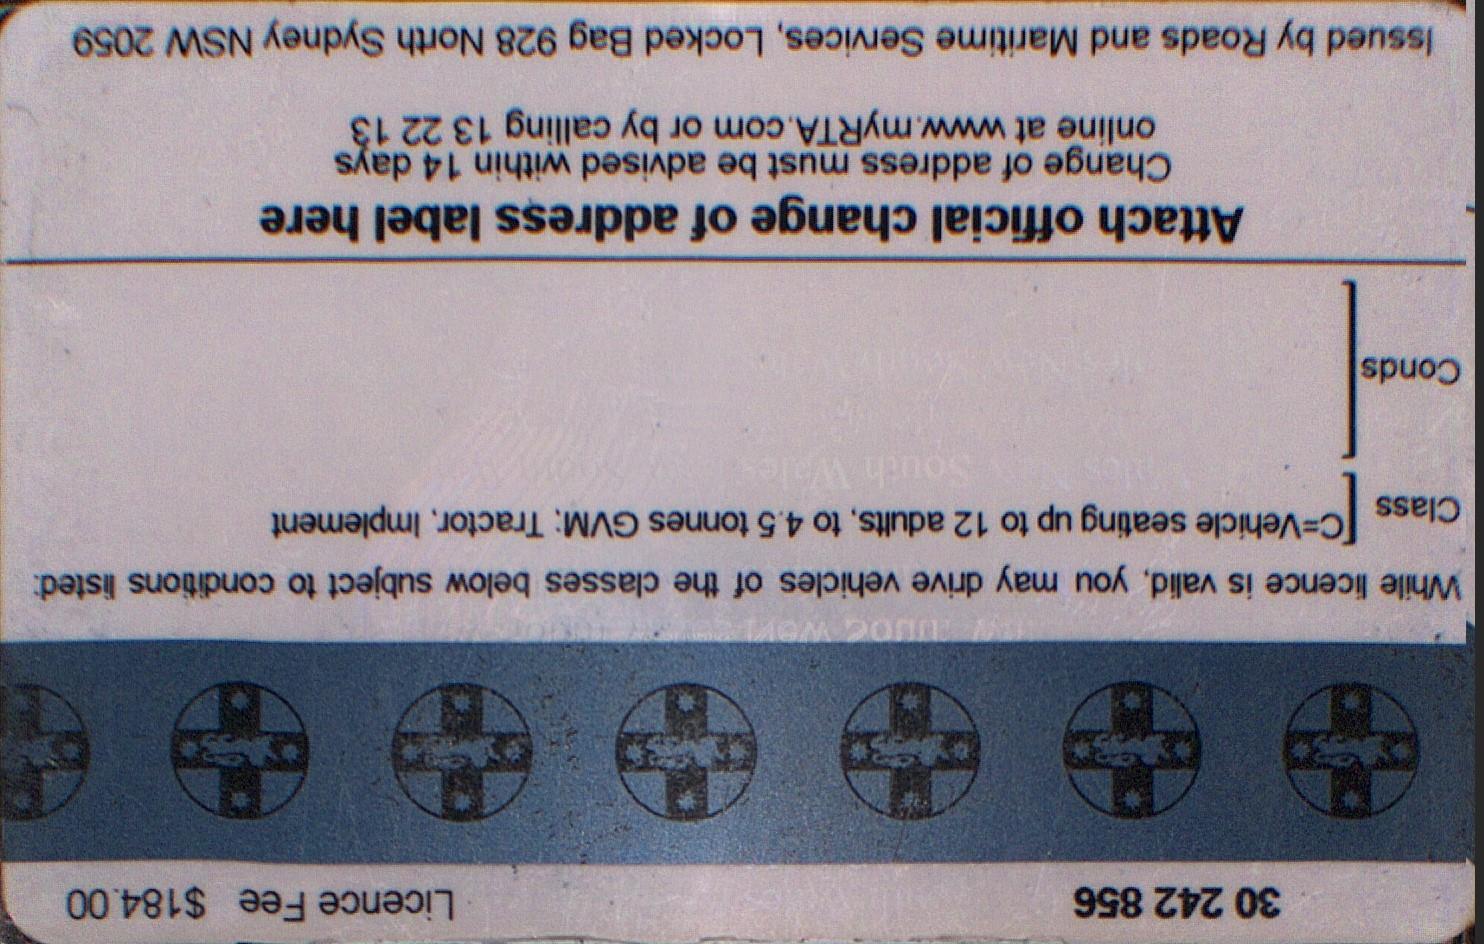 30 242 856 Licence Fee $184.00
While licence is valid, you may drive vehicles of the classes below subject to conditions listed:
Class [C=Vehicle seating up to 12 adults, to 4.5 tonnes GVM; Tractor, Implement
Conds
Attach official change of address label here
Change of address must be advised within 14 days
online at www.myRTA.com or by calling 13 22 13
Issued by Roads and Maritime Services, Locked Bag 928 North Sydney NSW 2059